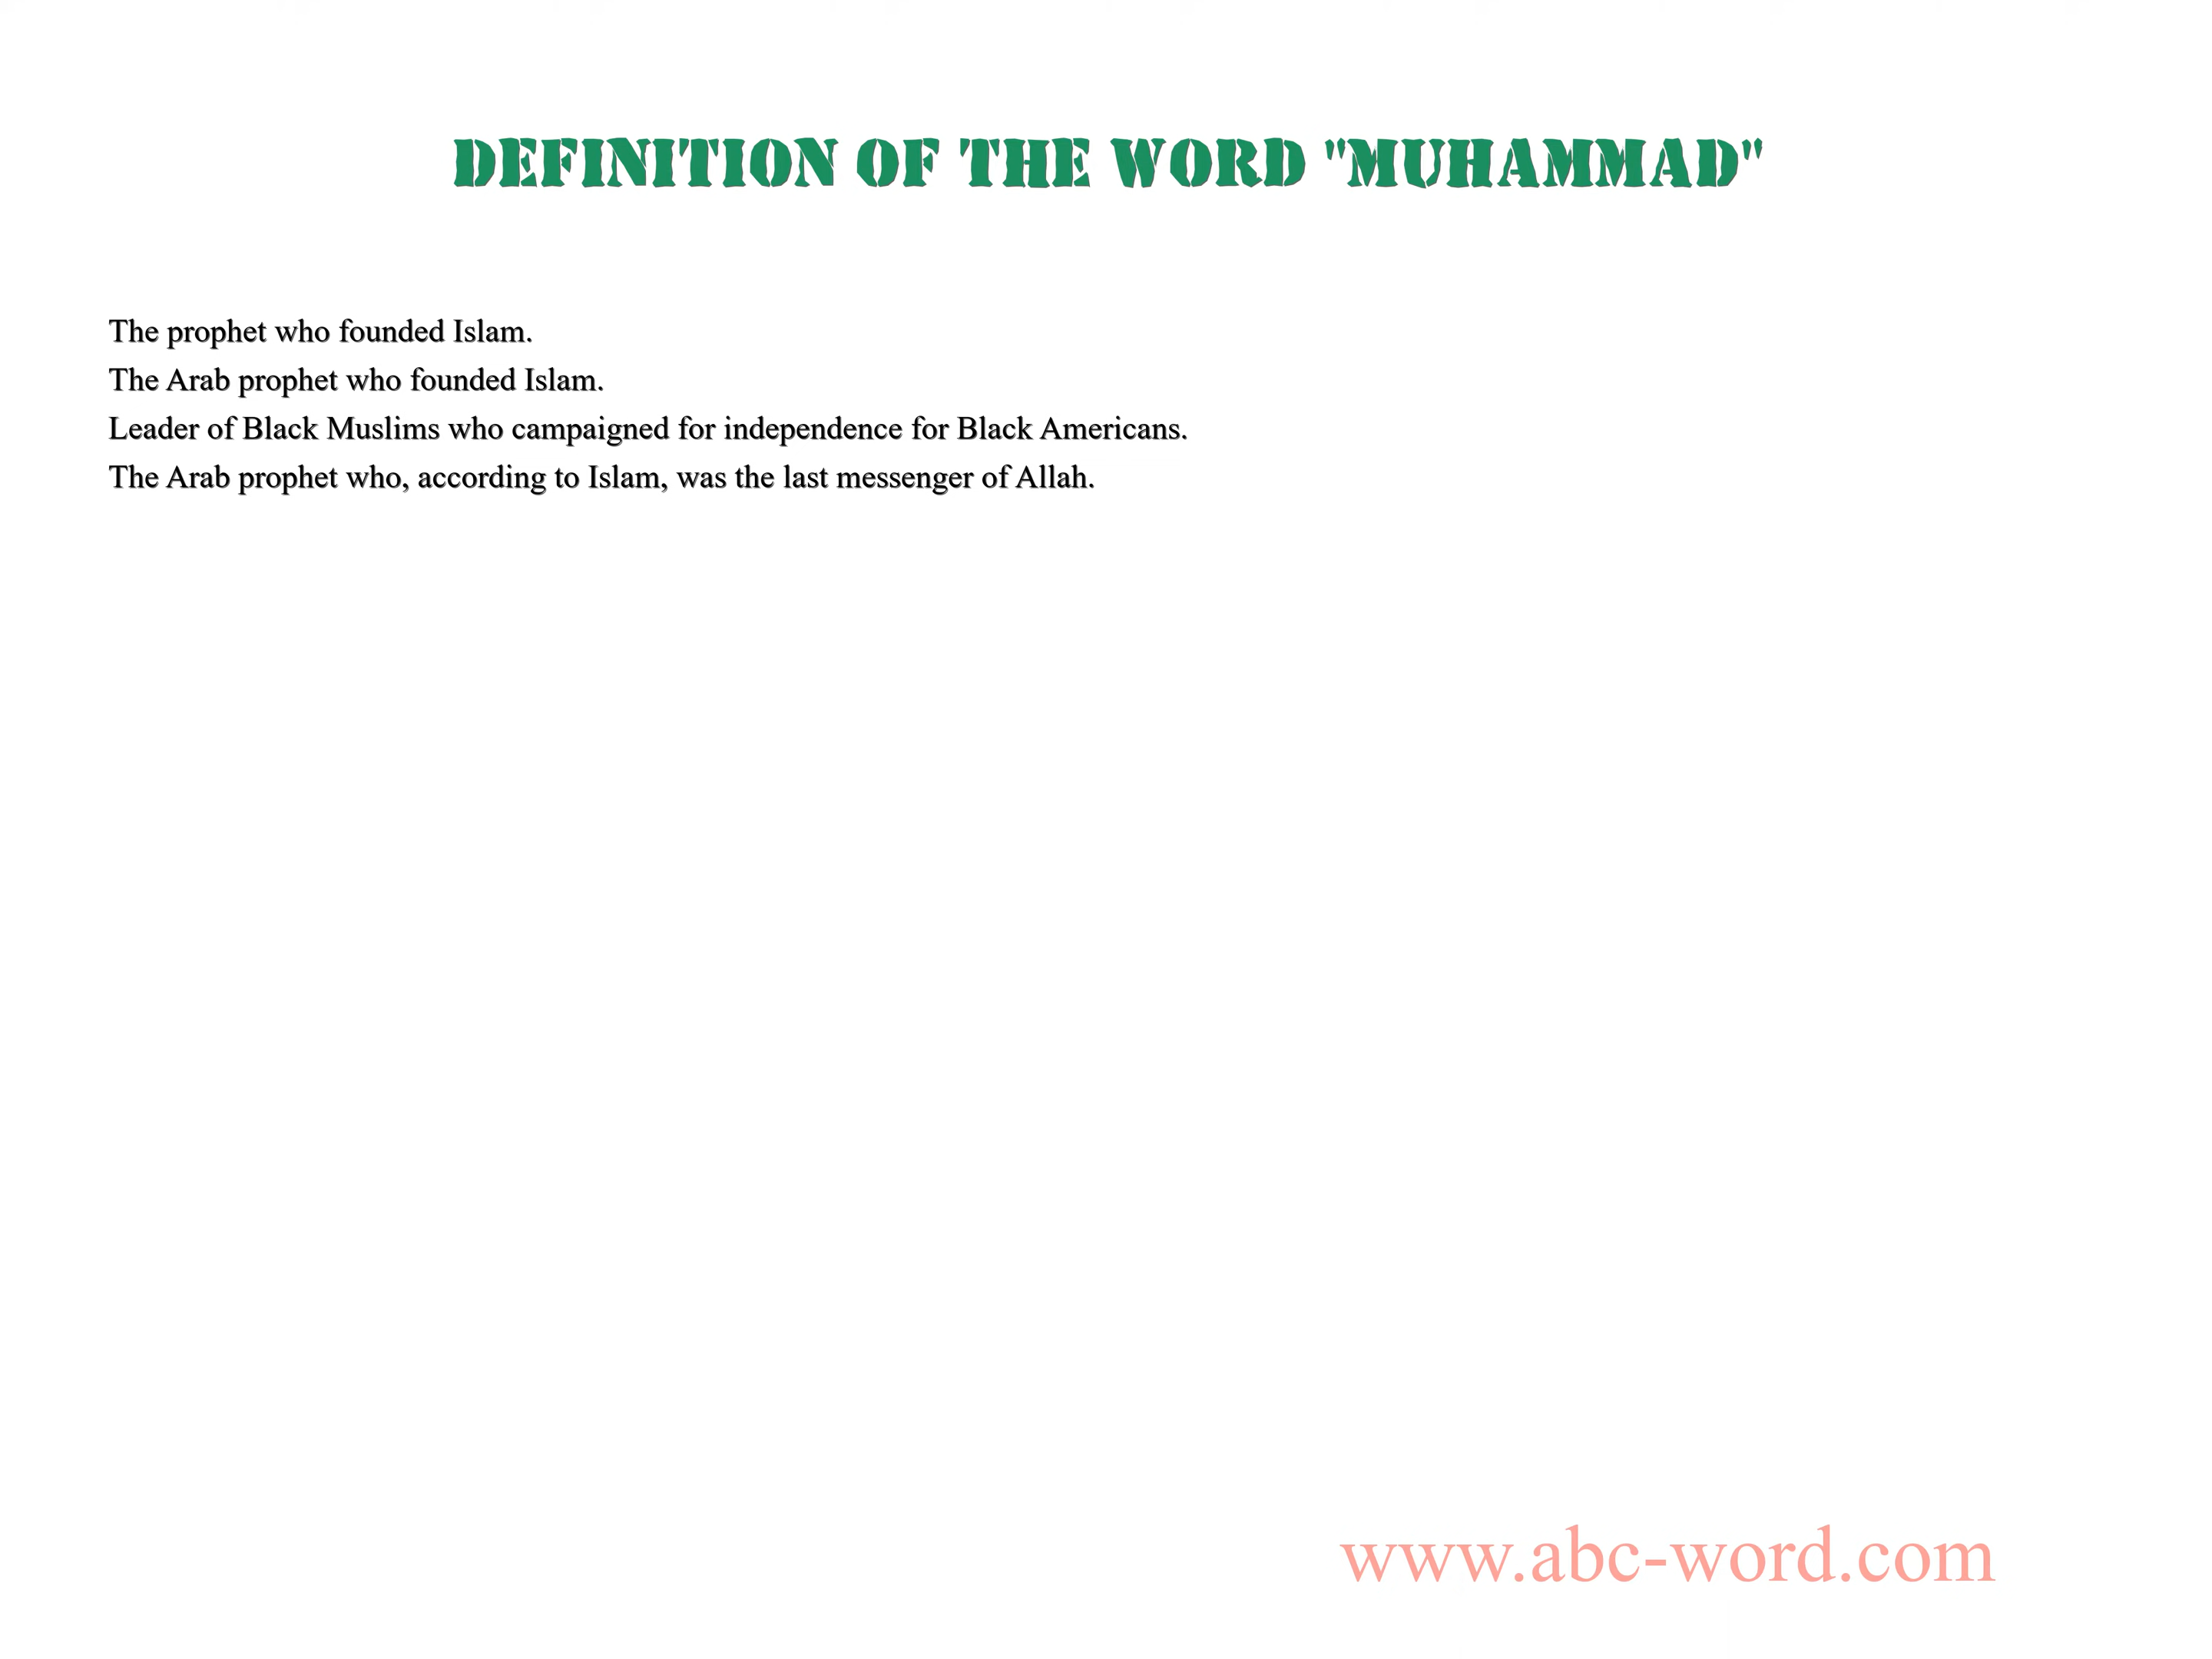 DEFINITION OF THE WORD "MUHAMMAD"
The prophet who founded Islam.
The Arab prophet who founded Islam.
Leader of Black Muslims who campaigned for independence for Black Americans.
The Arab prophet who, according to Islam, was the last messenger of Allah.
www.abc-word.com